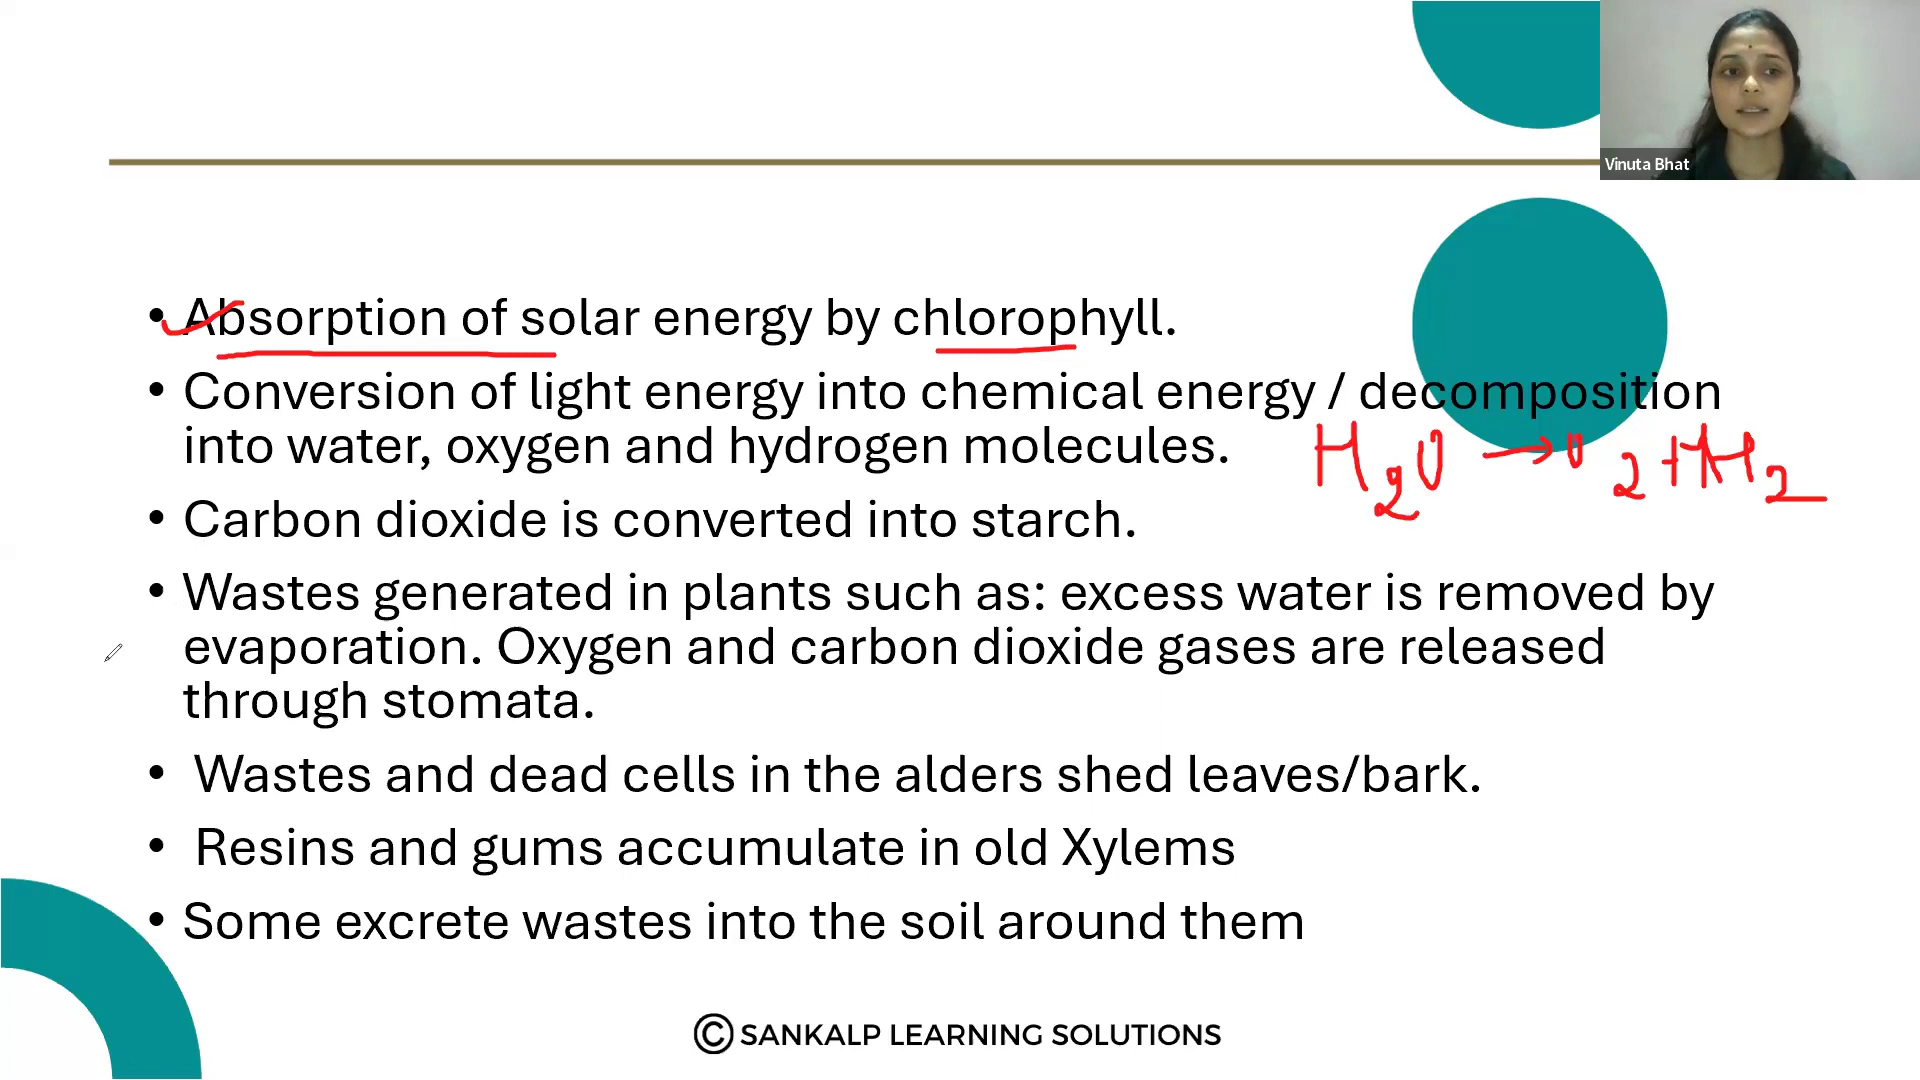 Vinuta Bhat
• Absorption of solar energy by chlorophyll.
• Conversion of light energy into chemical energy / decomposition
into water, oxygen and hydrogen molecules.
H2O → O2 + H2
• Carbon dioxide is converted into starch.
• Wastes generated in plants such as: excess water is removed by
evaporation. Oxygen and carbon dioxide gases are released
through stomata.
• Wastes and dead cells in the alders shed leaves/bark.
• Resins and gums accumulate in old Xylems
• Some excrete wastes into the soil around them
© SANKALP LEARNING SOLUTIONS